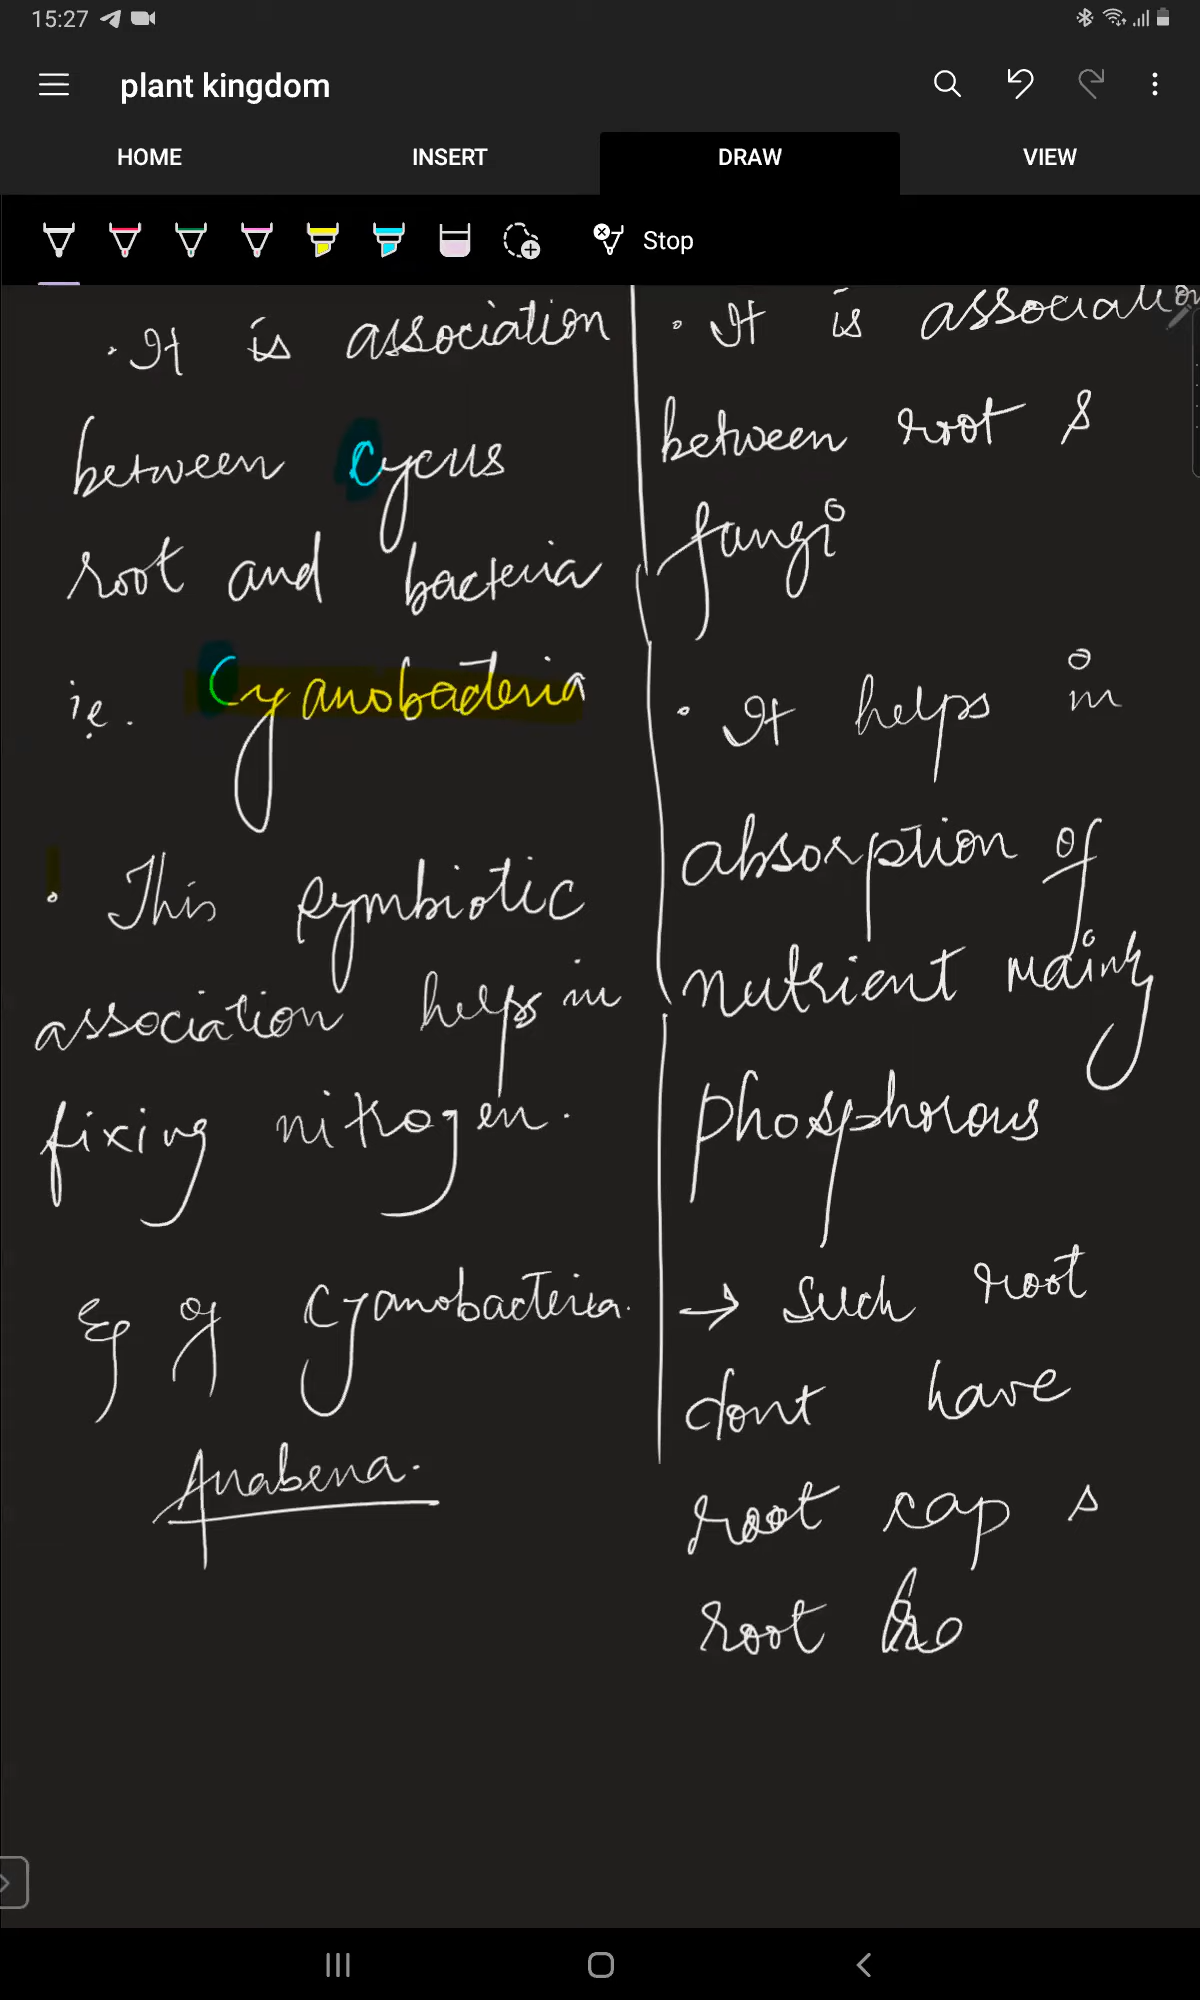 15:27
plant kingdom
HOME INSERT DRAW VIEW
Stop
. It is association
between Cycus
root and bacteria
ie. Cyanobacteria
. This symbiotic
association helps in
fixing nitrogen.
Eg of Cyanobacteria.
Anabena.
. It is association
between root &
fungi
. It helps in
absorption of
nutrient mainly
phosphorous
→ Such root
dont have
root cap &
root